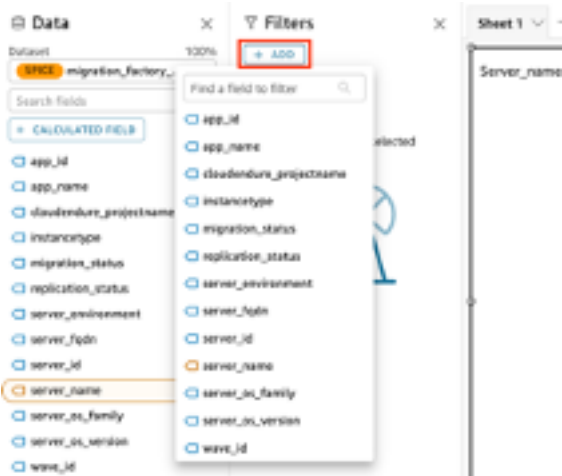 Data
Dataset 100%
SPICE migration_factory_
Search fields
+ CALCULATED FIELD
app_id
app_name
cloudendure_projectname
instancetype
migration_status
replication_status
server_environment
server_fqdn
server_id
server_name
server_os_family
server_os_version
wave_id
Filters
+ ADD
Find a field to filter
app_id
app_name
cloudendure_projectname
instancetype
migration_status
replication_status
server_environment
server_fqdn
server_id
server_name
server_os_family
server_os_version
wave_id
elected
Sheet 1
Server_name